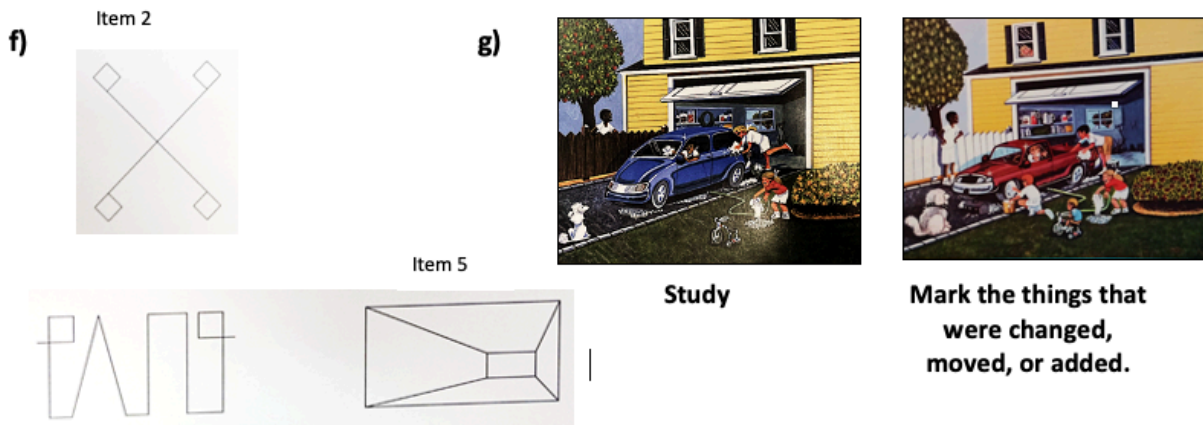 Item 2
f)
g)
Item 5
Study
Mark the things that
were changed,
moved, or added.